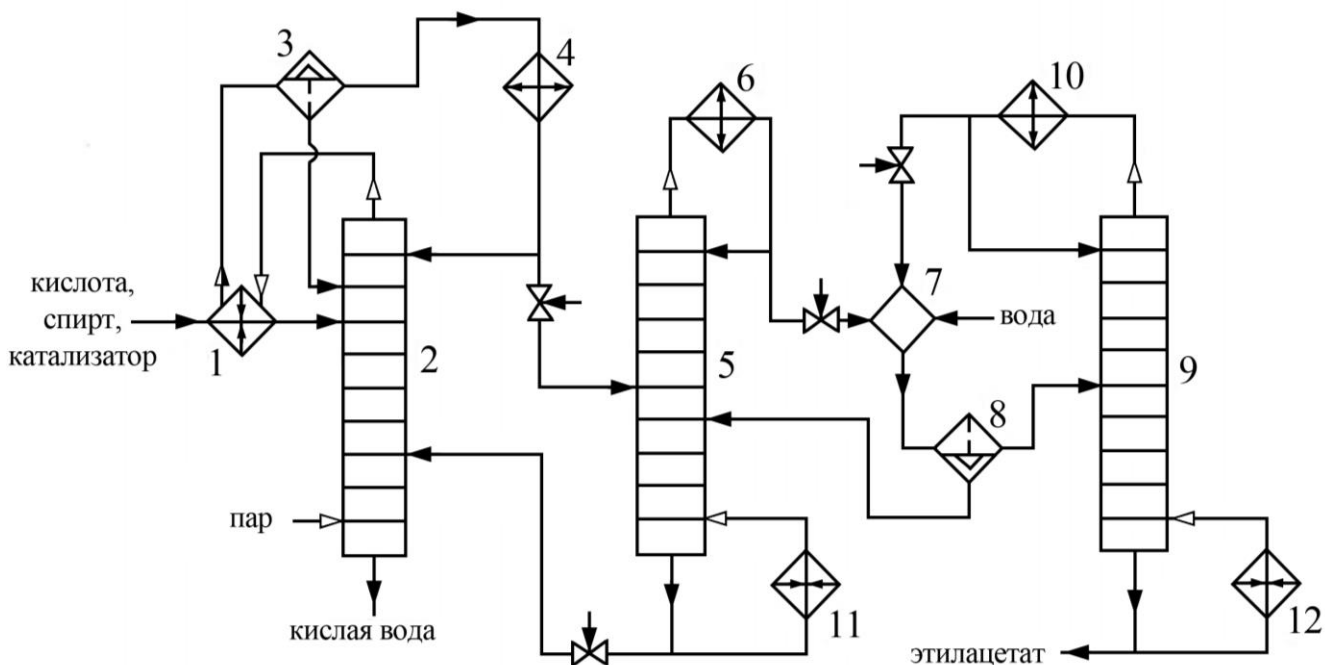 3
4
6
10
кислота,
спирт,
катализатор
1
2
5
7
вода
9
8
пар
11
12
кислая вода
этилацетат